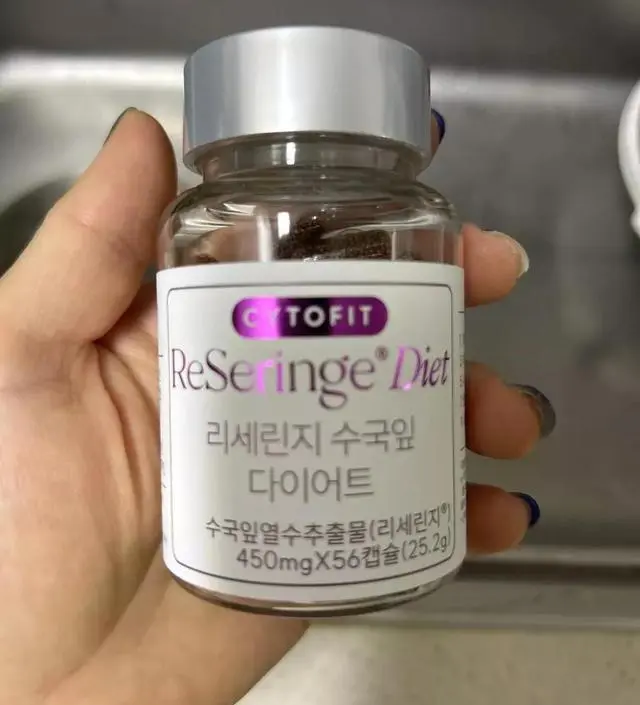 CYTOFIT
ReSeringe® Diet
리세린지 수국잎
다이어트
수국잎열수추출물(리세린지®)
450mgX56캡슐(25.2g)